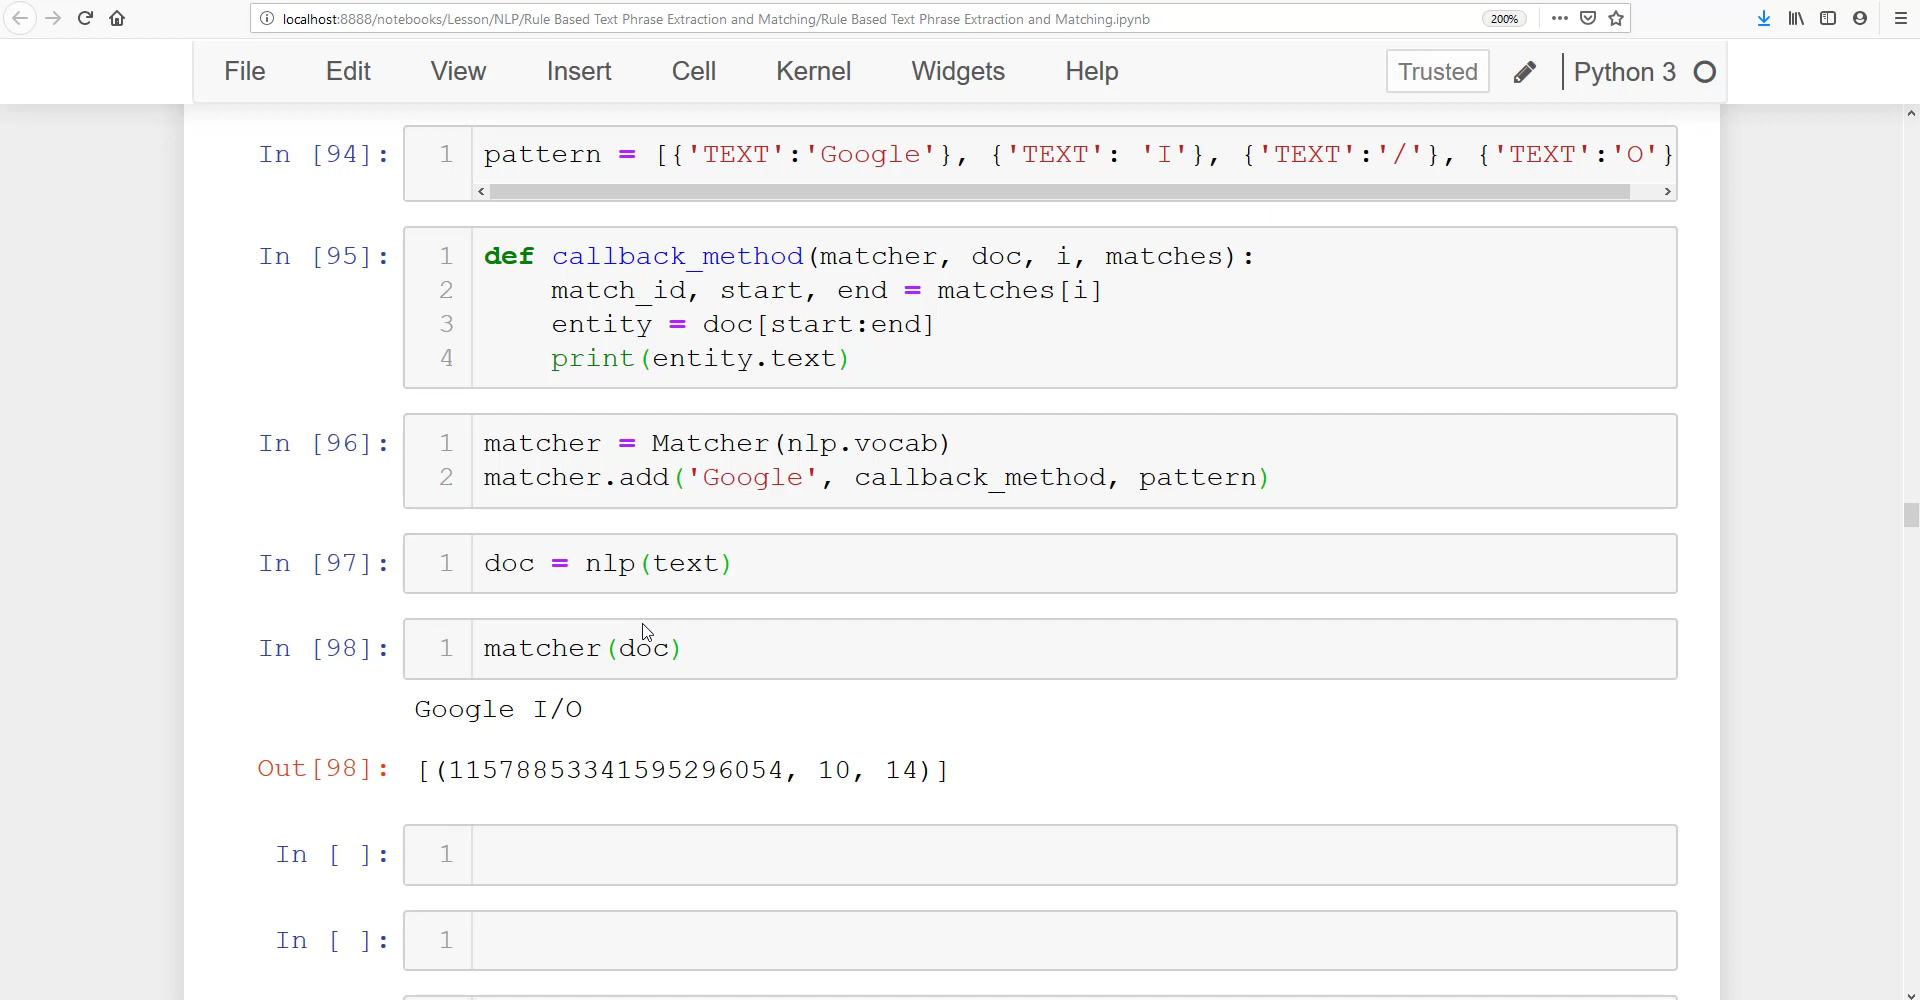 localhost:8888/notebooks/Lesson/NLP/Rule Based Text Phrase Extraction and Matching/Rule Based Text Phrase Extraction and Matching.ipynb 200%
File Edit View Insert Cell Kernel Widgets Help Trusted Python 3
In [94]: 1 pattern = [{'TEXT':'Google'}, {'TEXT': 'I'}, {'TEXT':'/'}, {'TEXT':'O'}
In [95]: 1 def callback_method(matcher, doc, i, matches):
2 match_id, start, end = matches[i]
3 entity = doc[start:end]
4 print(entity.text)
In [96]: 1 matcher = Matcher(nlp.vocab)
2 matcher.add('Google', callback_method, pattern)
In [97]: 1 doc = nlp(text)
In [98]: 1 matcher(doc)
Google I/O
Out[98]: [(11578853341595296054, 10, 14)]
In [ ]: 1
In [ ]: 1